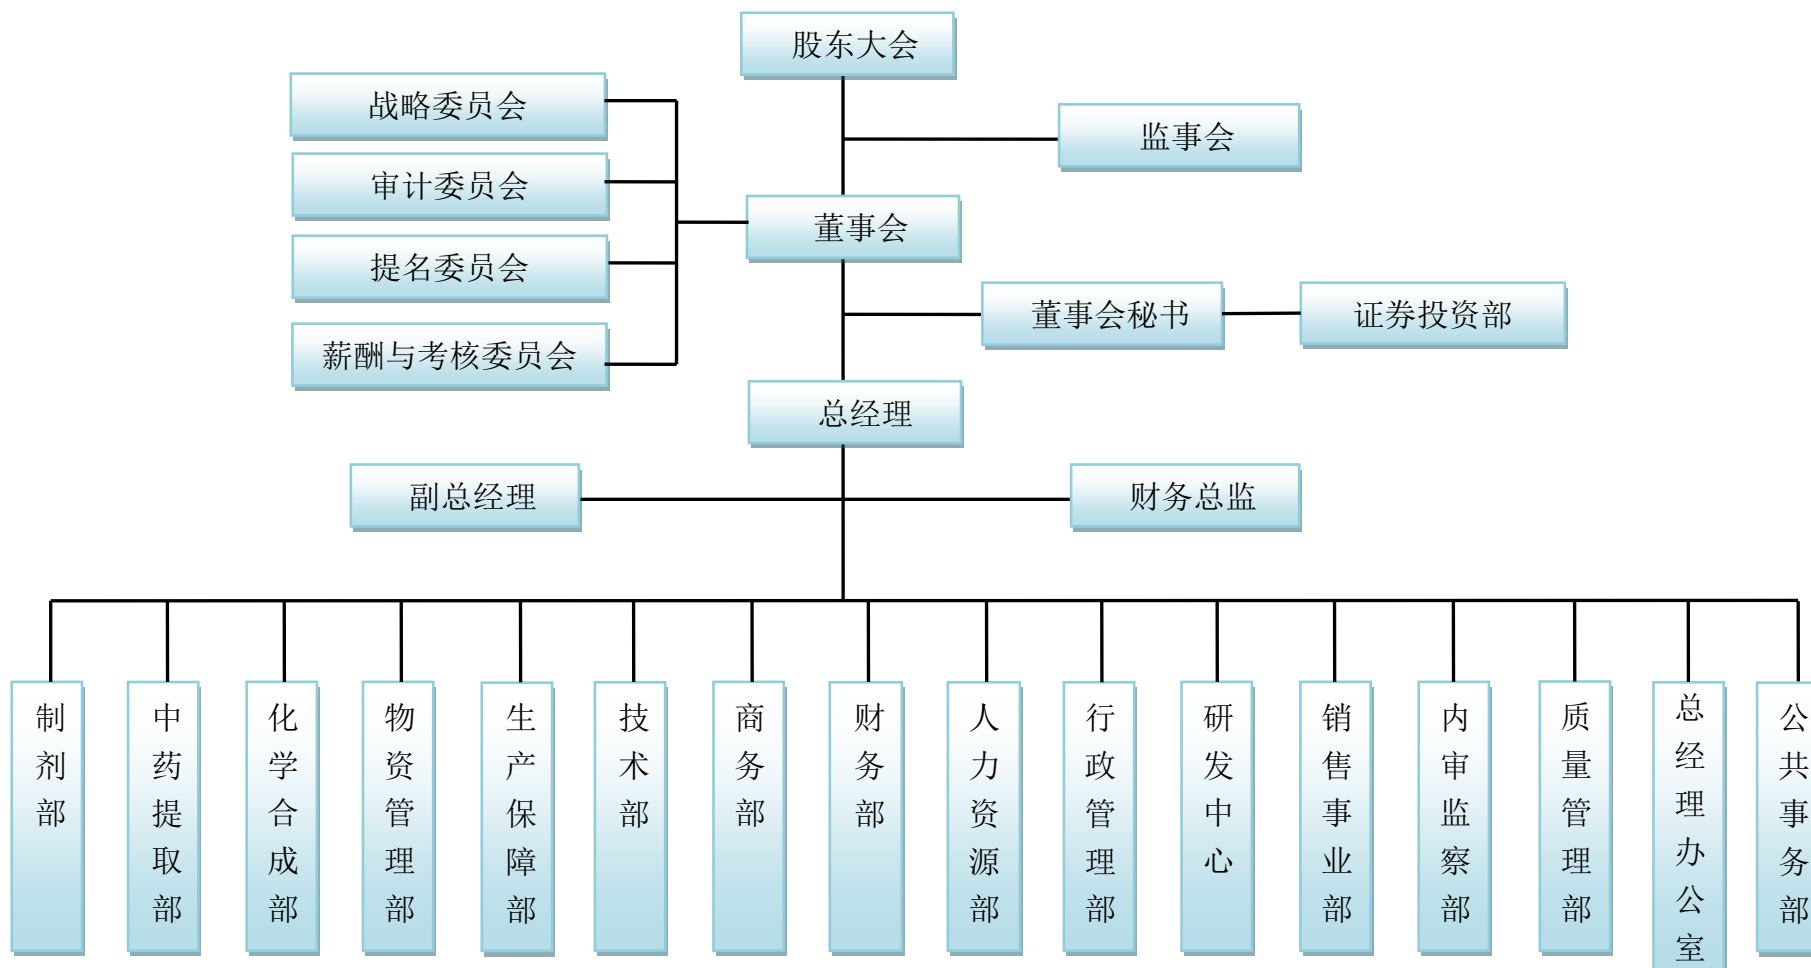 股东大会
战略委员会
监事会
审计委员会
董事会
提名委员会
董事会秘书
证券投资部
薪酬与考核委员会
总经理
副总经理
财务总监
制剂部
中药提取部
化学合成部
物资管理部
生产保障部
技术部
商务部
财务部
人力资源部
行政管理部
研发中心
销售事业部
内审监察部
质量管理部
总经理办公室
公共事务部